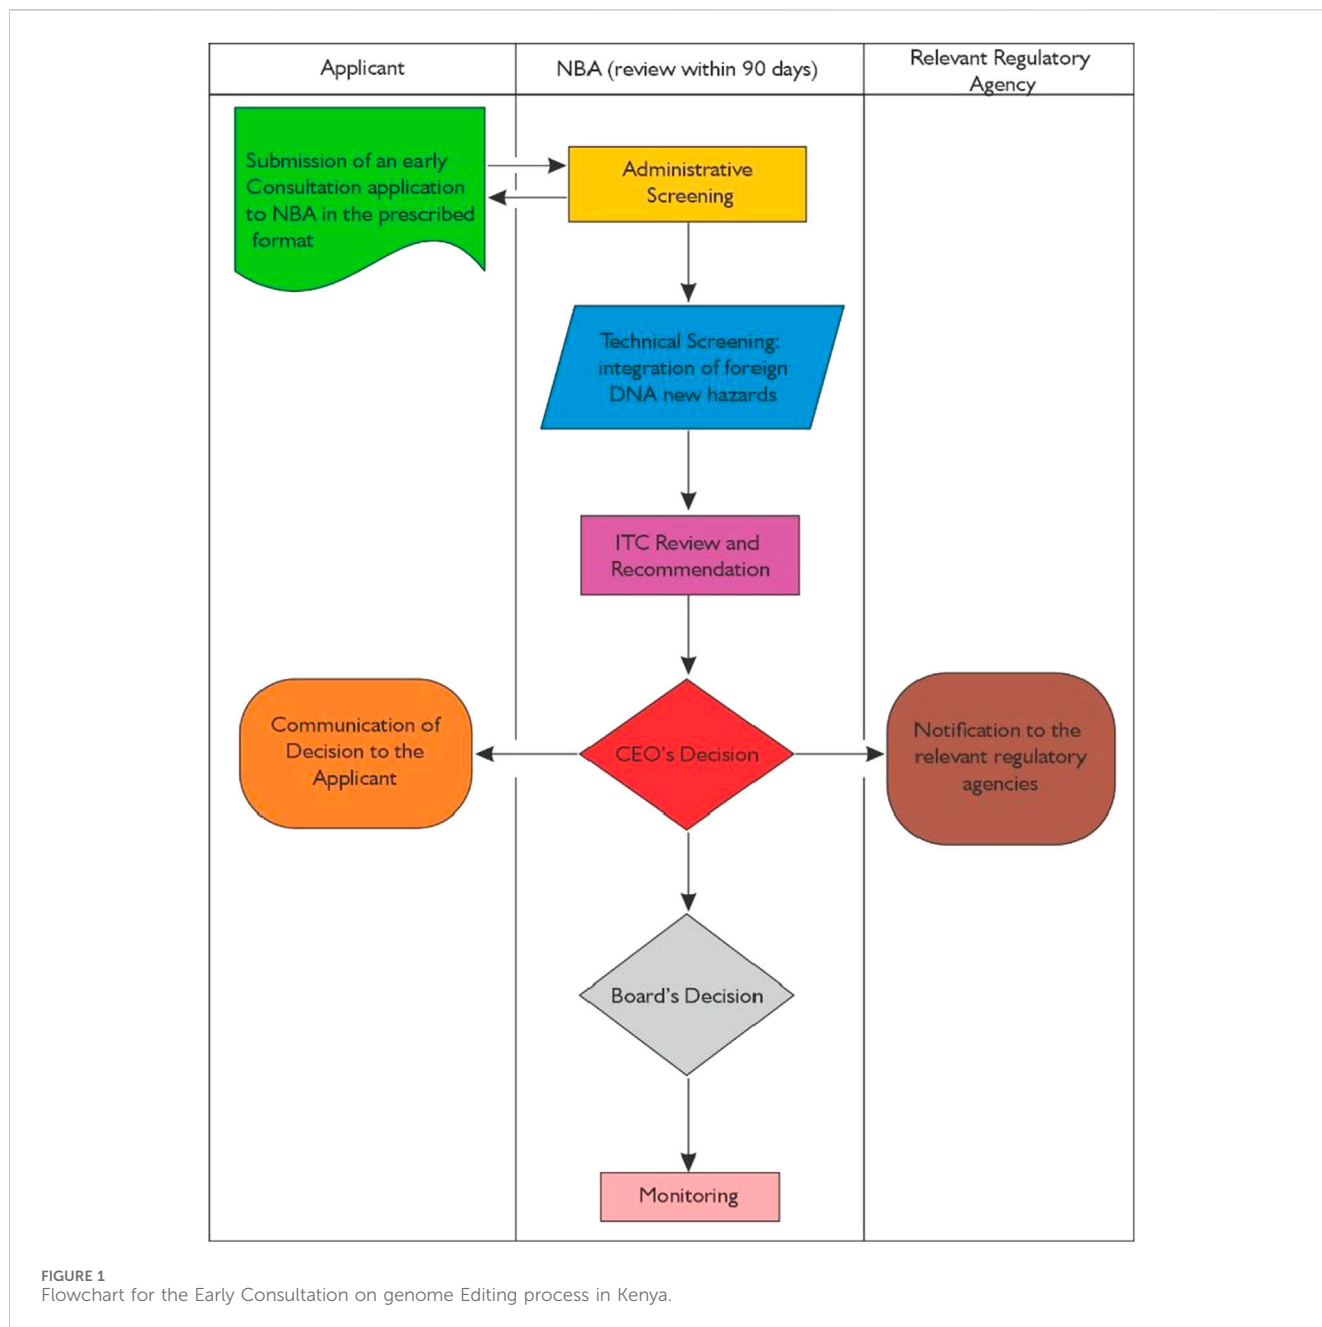 Applicant
NBA (review within 90 days)
Relevant Regulatory
Agency
Submission of an early
Consultation application
to NBA in the prescribed
format
Administrative
Screening
Technical Screening:
integration of foreign
DNA new hazards
ITC Review and
Recommendation
Communication of
Decision to the
Applicant
CEO's Decision
Notification to the
relevant regulatory
agencies
Board's Decision
Monitoring
FIGURE 1
Flowchart for the Early Consultation on genome Editing process in Kenya.